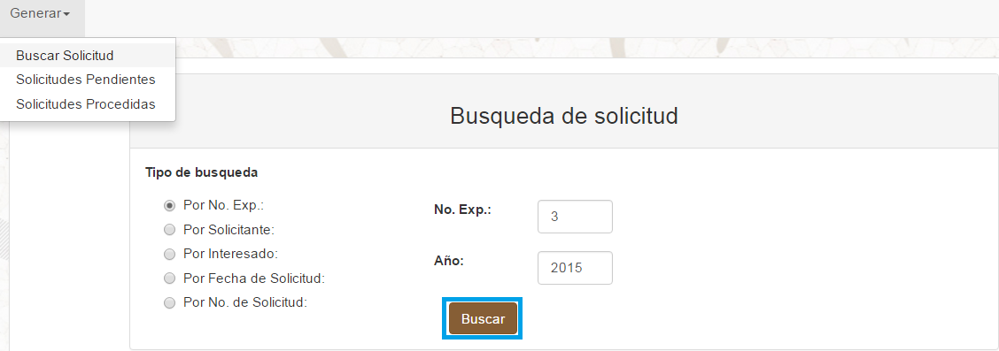 Generar
Buscar Solicitud
Solicitudes Pendientes
Solicitudes Procedidas
Busqueda de solicitud
Tipo de busqueda
Por No. Exp.:
Por Solicitante:
Por Interesado:
Por Fecha de Solicitud:
Por No. de Solicitud:
No. Exp.: 3
Año: 2015
Buscar